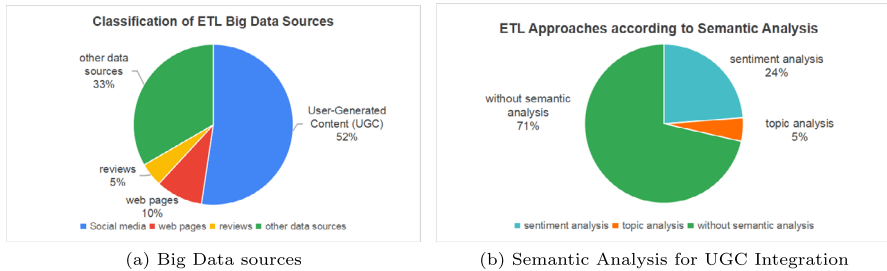 Classification of ETL Big Data Sources
other data
sources
33%
User-Generated
Content (UGC)
52%
reviews
5%
web pages
10%
Social media web pages reviews other data sources
(a) Big Data sources
ETL Approaches according to Semantic Analysis
sentiment analysis
24%
without semantic
analysis
71%
topic analysis
5%
sentiment analysis topic analysis without semantic analysis
(b) Semantic Analysis for UGC Integration